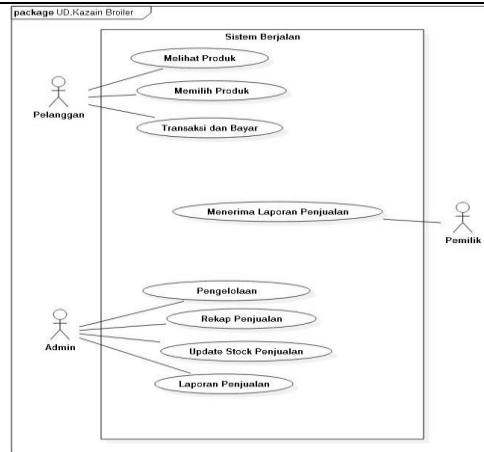 package UD.Kazain Broiler
Sistem Berjalan
Melihat Produk
Memilih Produk
Pelanggan
Transaksi dan Bayar
Menerima Laporan Penjualan
Pemilik
Pengelolaan
Rekap Penjualan
Admin
Update Stock Penjualan
Laporan Penjualan